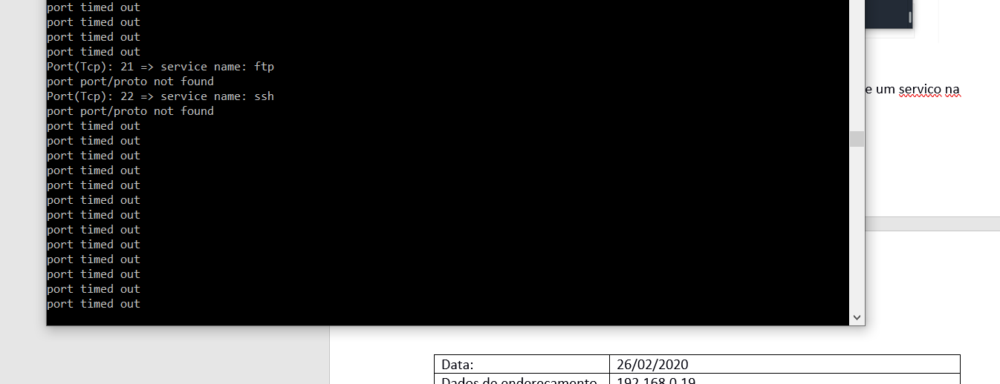 port timed out
port timed out
port timed out
port timed out
Port(Tcp): 21 => service name: ftp
port port/proto not found
Port(Tcp): 22 => service name: ssh
port port/proto not found
port timed out
port timed out
port timed out
port timed out
port timed out
port timed out
port timed out
port timed out
port timed out
port timed out
port timed out
port timed out
port timed out
e um servico na
Data: 26/02/2020
Dados de endereçamento 192.168.0.19